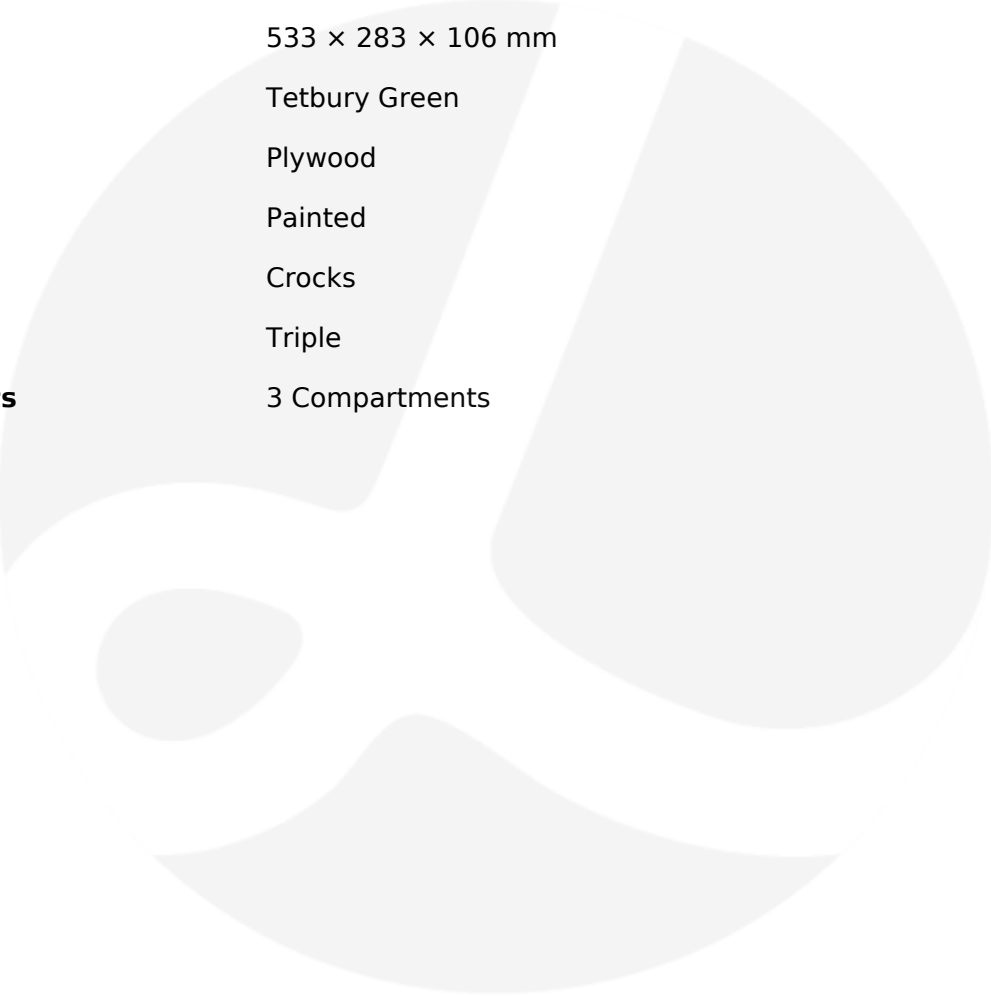 533 × 283 × 106 mm
Tetbury Green
Plywood
Painted
Crocks
Triple
s 3 Compartments